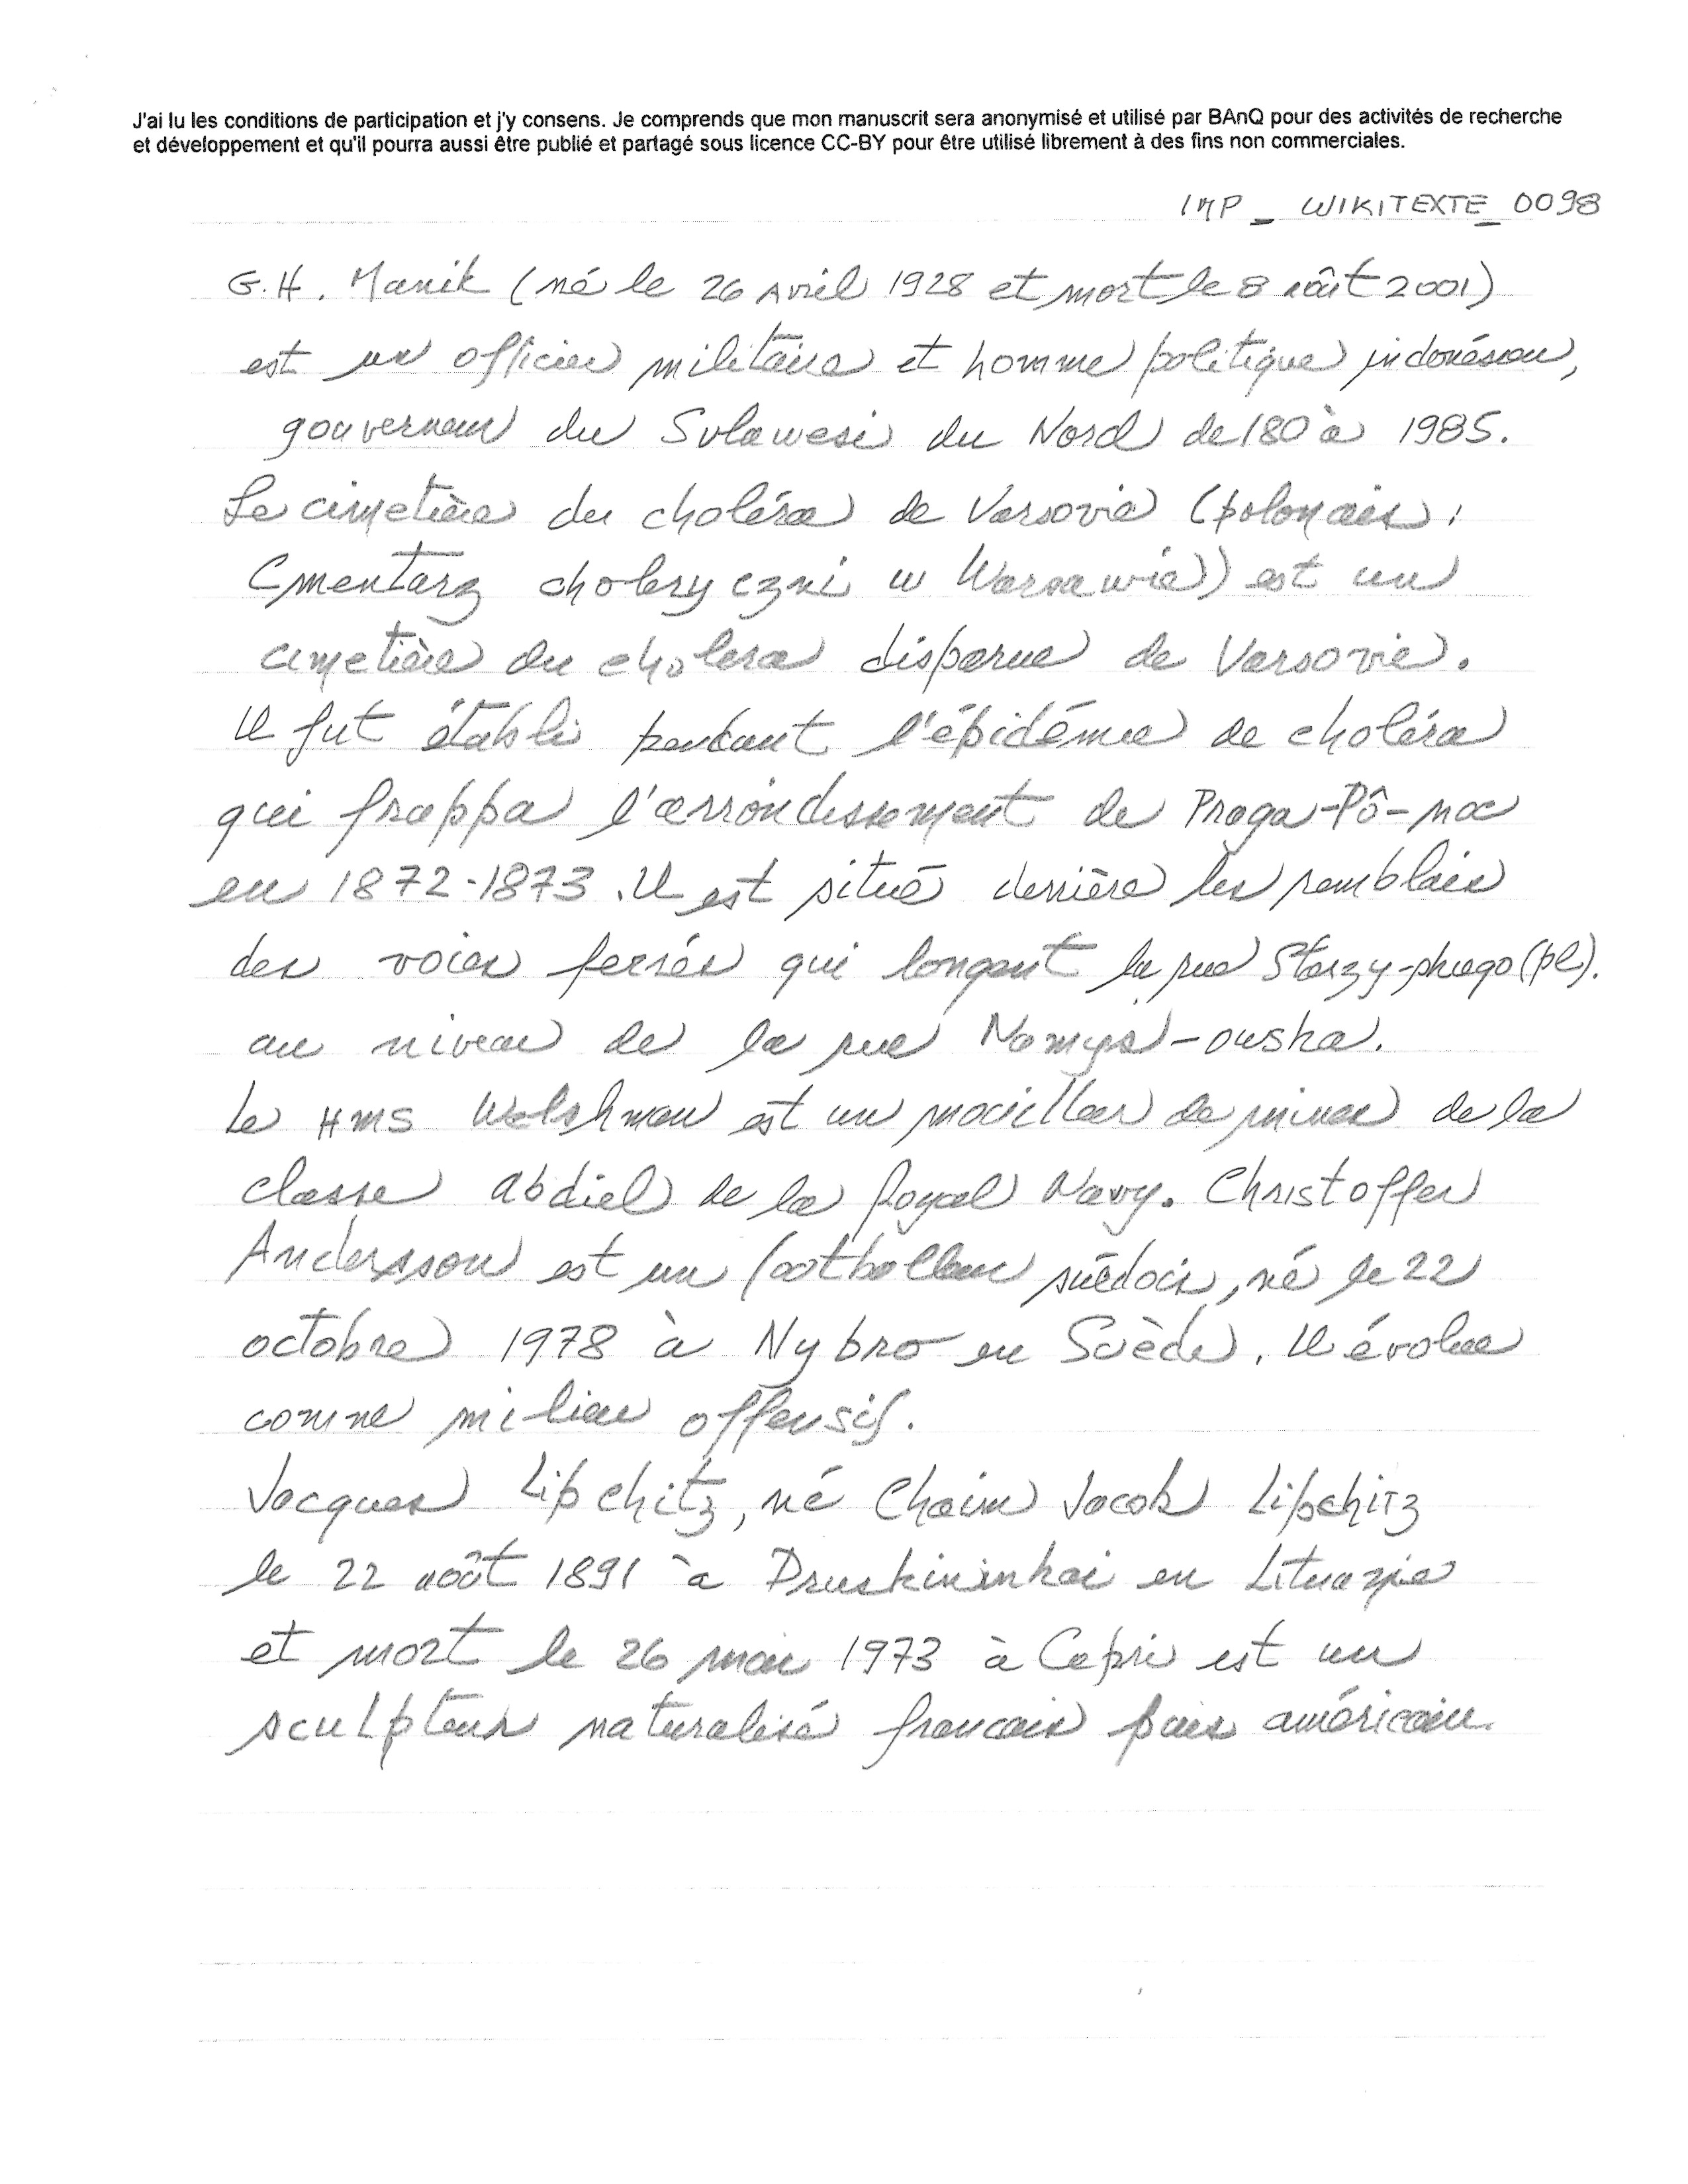 J'ai lu les conditions de participation et j'y consens. Je comprends que mon manuscrit sera anonymisé et utilisé par BAnQ pour des activités de recherche
et développement et qu'il pourra aussi être publié et partagé sous licence CC-BY pour être utilisé librement à des fins non commerciales.
IMP_WIKITEXTE_0098
G.H. Manik (né le 26 Avril 1928 et mort le 8 août 2001)
est un officier militaire et homme politique indonésien,
gouverneur du Sulawesi du Nord de 180 à 1985.
Le cimetière du choléra de Varsovie (polonais :
Cmentarz choleryczni w Warsawie)) est un
cimetière du cholera disparue de Varsovie.
Il fut établi pendant l'épidémie de choléra
qui frappa l'arrondissement de Praga-Pô-noc
en 1872-1873. Il est situé derrière les remblais
des voies ferrés qui longent la rue Starzy-phugo (pl).
au niveau de la rue Namys-owska.
Le HMS Welshman est un mouilleur de mines de la
classe abdiel de la Royal Navy. Christoffer
Andersson est un footballeur suédois, né le 22
octobre 1978 à Nybro en Suède. Il évolue
comme milieu offensif.
Jacques Lipchitz, né Chaim Jacob Lipchitz
le 22 août 1891 à Druskininkai en Lituanie
et mort le 26 mai 1973 à Capri est un
sculpteur naturalisé francais puis américain.